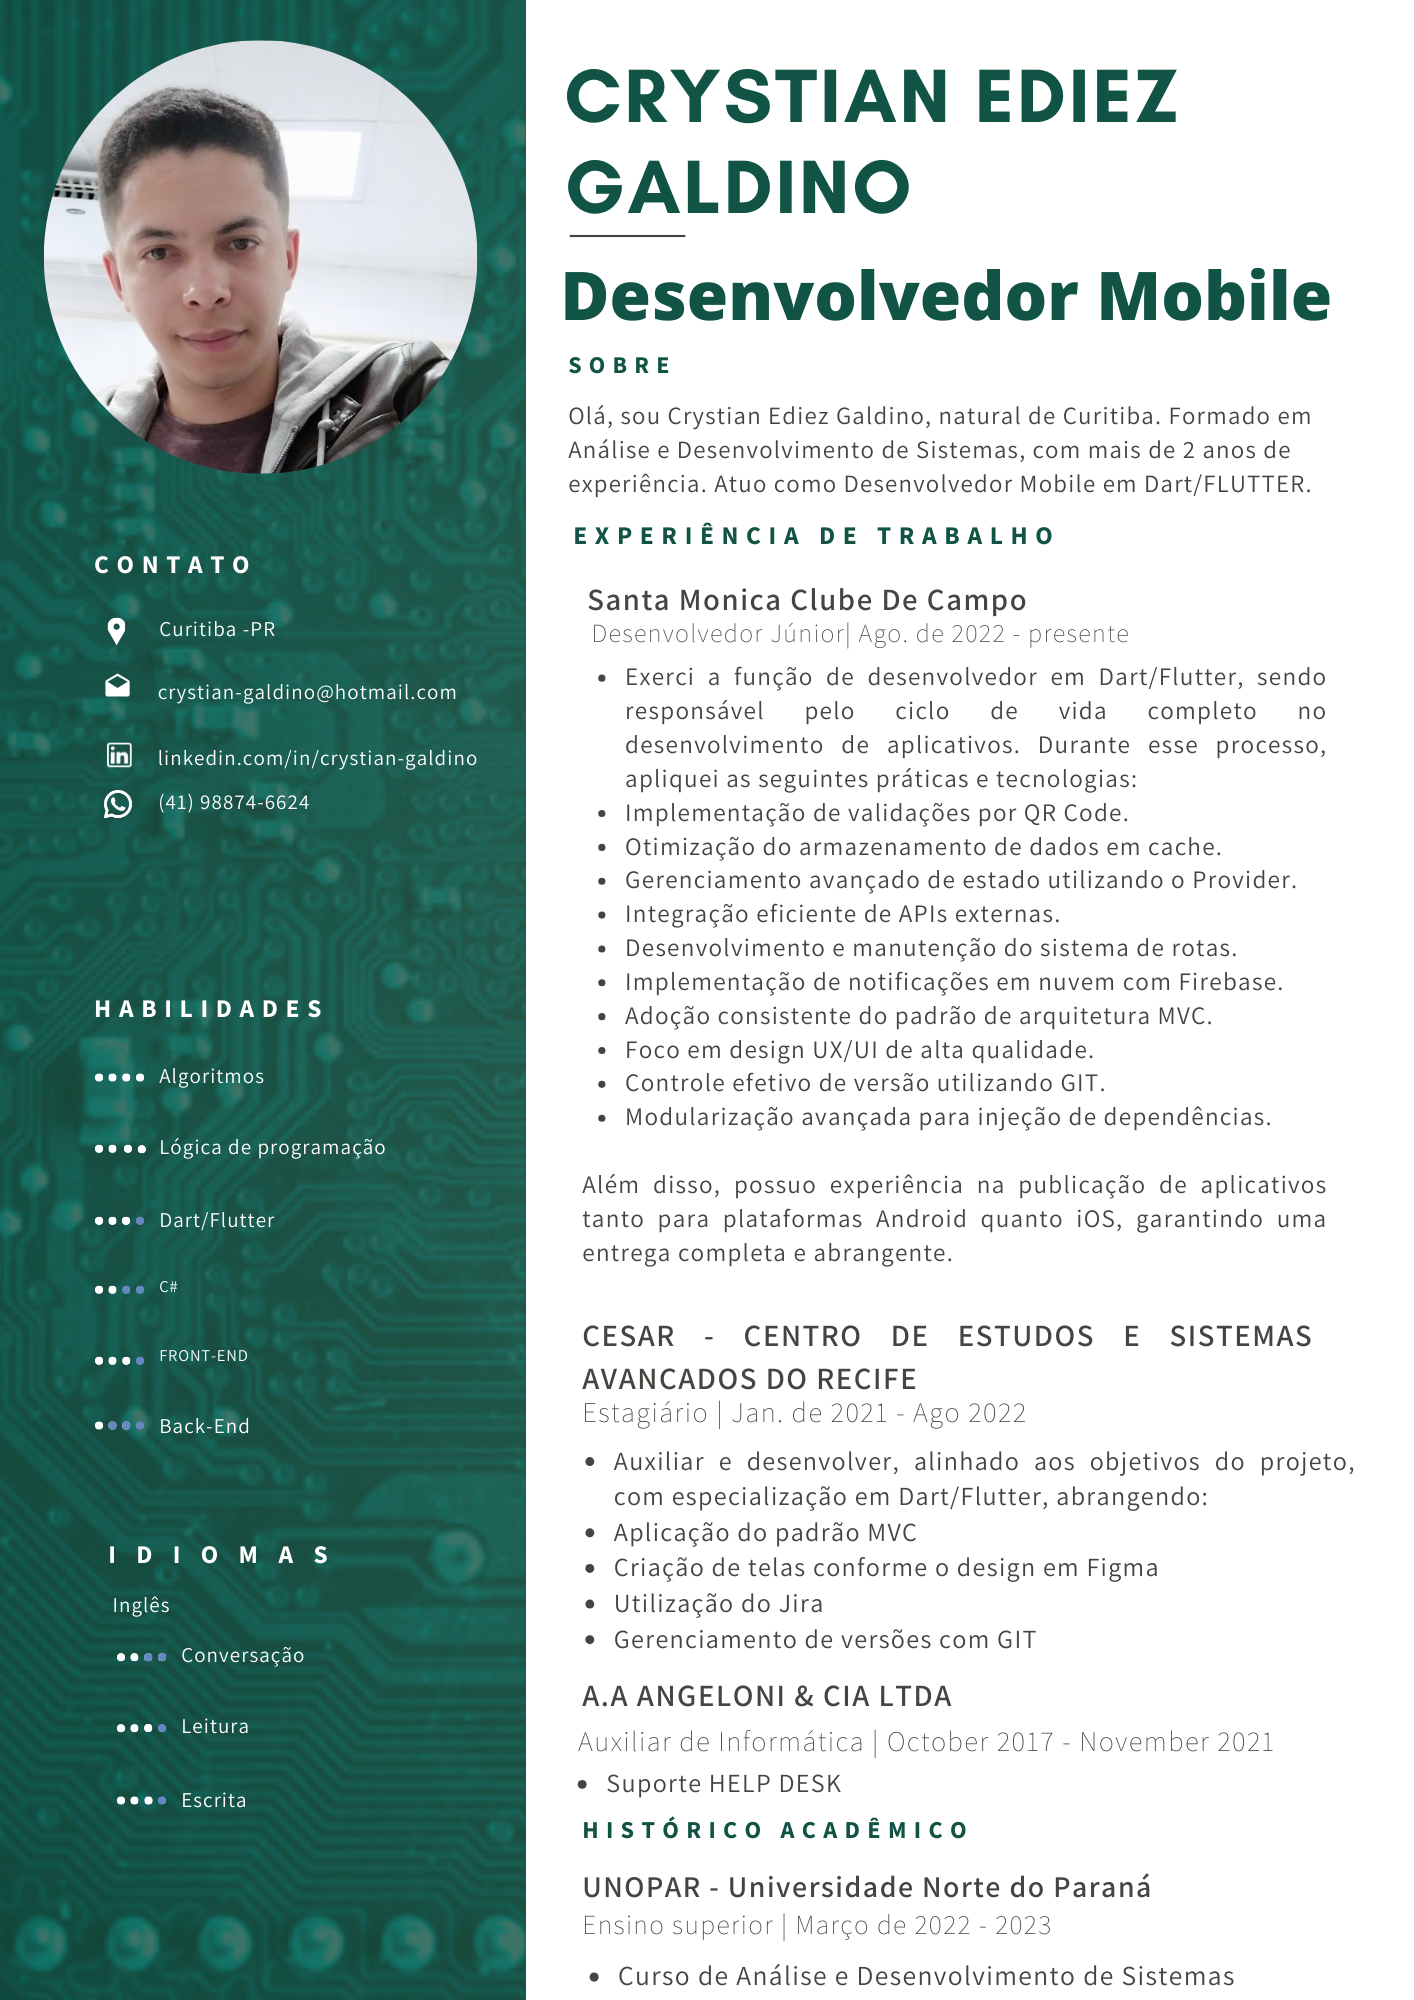 CRYSTIAN EDIEZ
GALDINO
Desenvolvedor Mobile
SOBRE
Olá, sou Crystian Ediez Galdino, natural de Curitiba. Formado em
Análise e Desenvolvimento de Sistemas, com mais de 2 anos de
experiência. Atuo como Desenvolvedor Mobile em Dart/FLUTTER.
EXPERIÊNCIA DE TRABALHO
Santa Monica Clube De Campo
Desenvolvedor Júnior| Ago. de 2022 - presente
• Exerci a função de desenvolvedor em Dart/Flutter, sendo
responsável pelo ciclo de vida completo no
desenvolvimento de aplicativos. Durante esse processo,
apliquei as seguintes práticas e tecnologias:
• Implementação de validações por QR Code.
• Otimização do armazenamento de dados em cache.
• Gerenciamento avançado de estado utilizando o Provider.
• Integração eficiente de APIs externas.
• Desenvolvimento e manutenção do sistema de rotas.
• Implementação de notificações em nuvem com Firebase.
• Adoção consistente do padrão de arquitetura MVC.
• Foco em design UX/UI de alta qualidade.
• Controle efetivo de versão utilizando GIT.
• Modularização avançada para injeção de dependências.
Além disso, possuo experiência na publicação de aplicativos
tanto para plataformas Android quanto iOS, garantindo uma
entrega completa e abrangente.
CESAR - CENTRO DE ESTUDOS E SISTEMAS
AVANCADOS DO RECIFE
Estagiário | Jan. de 2021 - Ago 2022
• Auxiliar e desenvolver, alinhado aos objetivos do projeto,
com especialização em Dart/Flutter, abrangendo:
• Aplicação do padrão MVC
• Criação de telas conforme o design em Figma
• Utilização do Jira
• Gerenciamento de versões com GIT
A.A ANGELONI & CIA LTDA
Auxiliar de Informática | October 2017 - November 2021
• Suporte HELP DESK
HISTÓRICO ACADÊMICO
UNOPAR - Universidade Norte do Paraná
Ensino superior | Março de 2022 - 2023
• Curso de Análise e Desenvolvimento de Sistemas
CONTATO
Curitiba -PR
crystian-galdino@hotmail.com
linkedin.com/in/crystian-galdino
(41) 98874-6624
HABILIDADES
Algoritmos
Lógica de programação
Dart/Flutter
C#
FRONT-END
Back-End
IDIOMAS
Inglês
Conversação
Leitura
Escrita